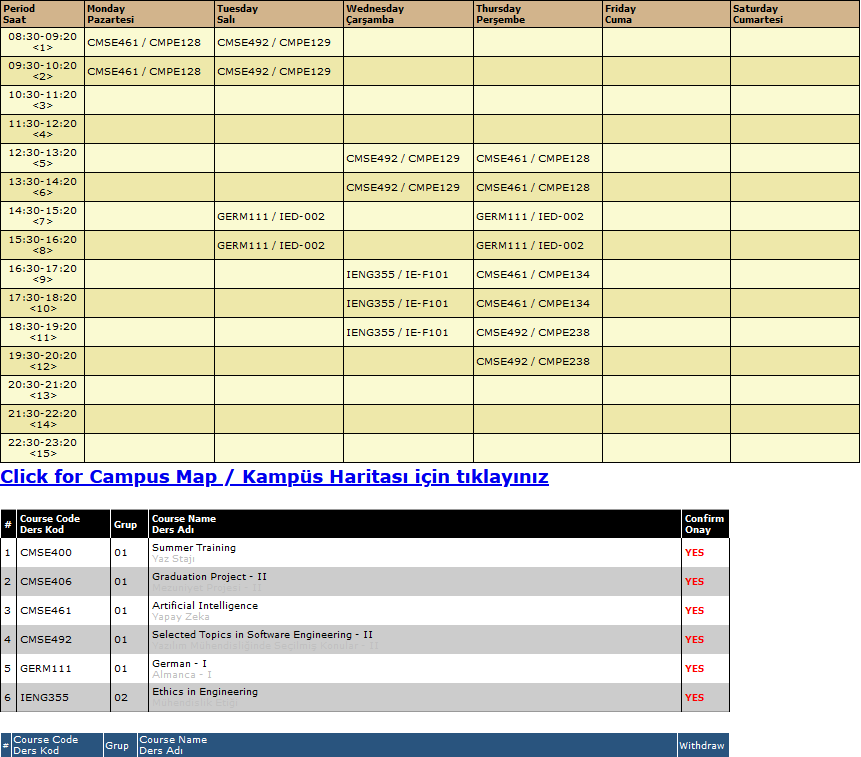 Period Monday Tuesday Wednesday Thursday Friday Saturday
Saat Pazartesi Salı Çarşamba Perşembe Cuma Cumartesi
08:30-09:20 CMSE461 / CMPE128 CMSE492 / CMPE129
<1>
09:30-10:20 CMSE461 / CMPE128 CMSE492 / CMPE129
<2>
10:30-11:20
<3>
11:30-12:20
<4>
12:30-13:20 CMSE492 / CMPE129 CMSE461 / CMPE128
<5>
13:30-14:20 CMSE492 / CMPE129 CMSE461 / CMPE128
<6>
14:30-15:20 GERM111 / IED-002 GERM111 / IED-002
<7>
15:30-16:20 GERM111 / IED-002 GERM111 / IED-002
<8>
16:30-17:20 IENG355 / IE-F101 CMSE461 / CMPE134
<9>
17:30-18:20 IENG355 / IE-F101 CMSE461 / CMPE134
<10>
18:30-19:20 IENG355 / IE-F101 CMSE492 / CMPE238
<11>
19:30-20:20 CMSE492 / CMPE238
<12>
20:30-21:20
<13>
21:30-22:20
<14>
22:30-23:20
<15>
Click for Campus Map / Kampüs Haritası için tıklayınız
# Course Code Grup Course Name Confirm
Ders Kod Ders Adı Onay
1 CMSE400 01 Summer Training YES
Yaz Stajı
2 CMSE406 01 Graduation Project - II YES
Mezuniyet Projesi - II
3 CMSE461 01 Artificial Intelligence YES
Yapay Zeka
4 CMSE492 01 Selected Topics in Software Engineering - II YES
Yazılım Mühendisliğinde Seçilmiş Konular - II
5 GERM111 01 German - I YES
Almanca - I
6 IENG355 02 Ethics in Engineering YES
Mühendislik Etiği
# Course Code Grup Course Name Withdraw
Ders Kod Ders Adı